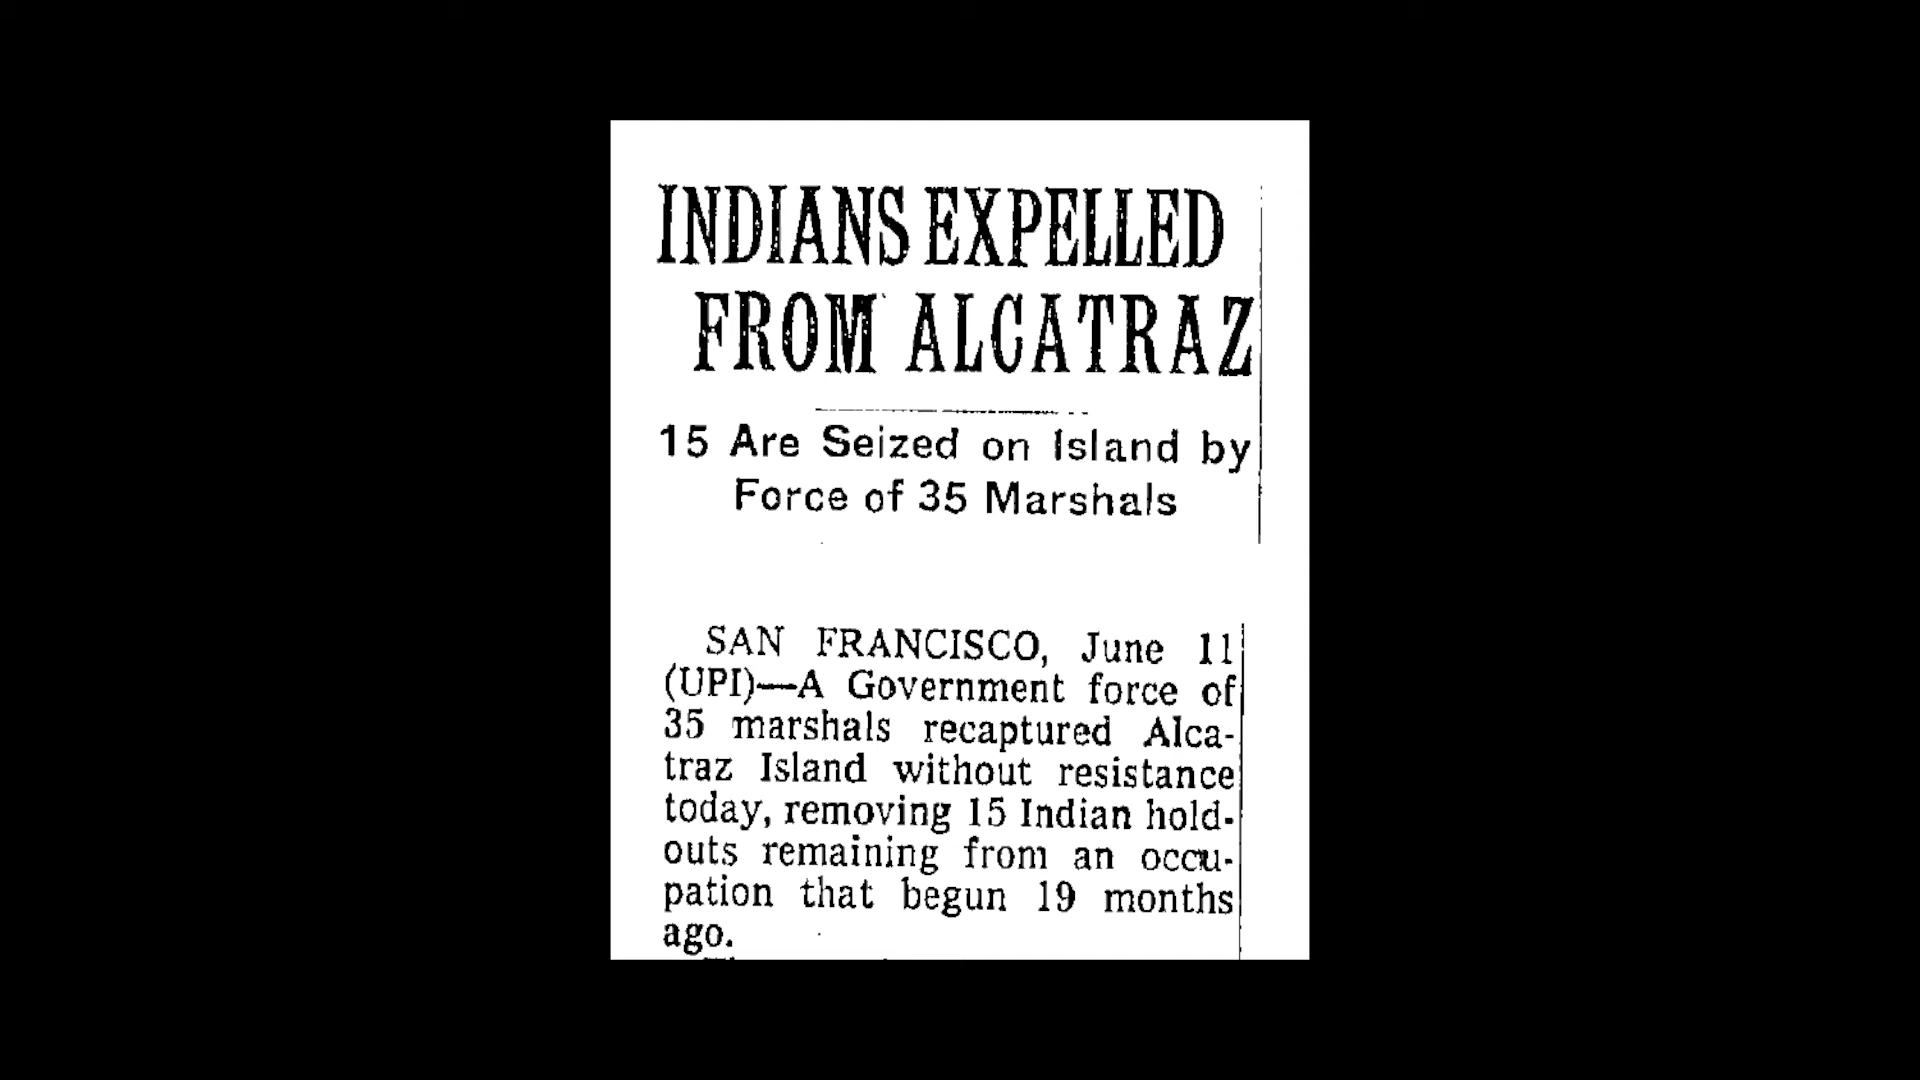 INDIANS EXPELLED
FROM ALCATRAZ
15 Are Seized on Island by
Force of 35 Marshals
SAN FRANCISCO, June 11
(UPI)—A Government force of
35 marshals recaptured Alca-
traz Island without resistance
today, removing 15 Indian hold-
outs remaining from an occu-
pation that begun 19 months
ago.